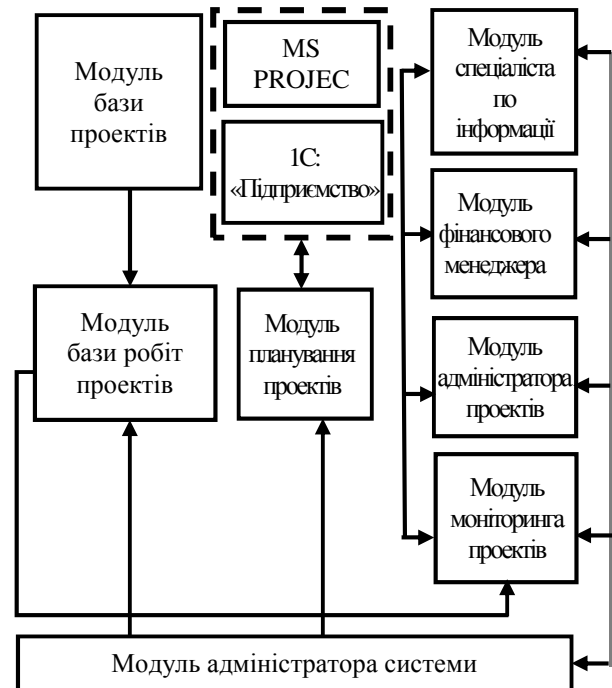 Модуль
бази
проектів
MS
PROJEC
1С:
«Підприємство»
Модуль
спеціаліста
по
інформації
Модуль
фінансового
менеджера
Модуль
бази робіт
проектів
Модуль
планування
проектів
Модуль
адміністратора
проектів
Модуль
моніторинга
проектів
Модуль адміністратора системи